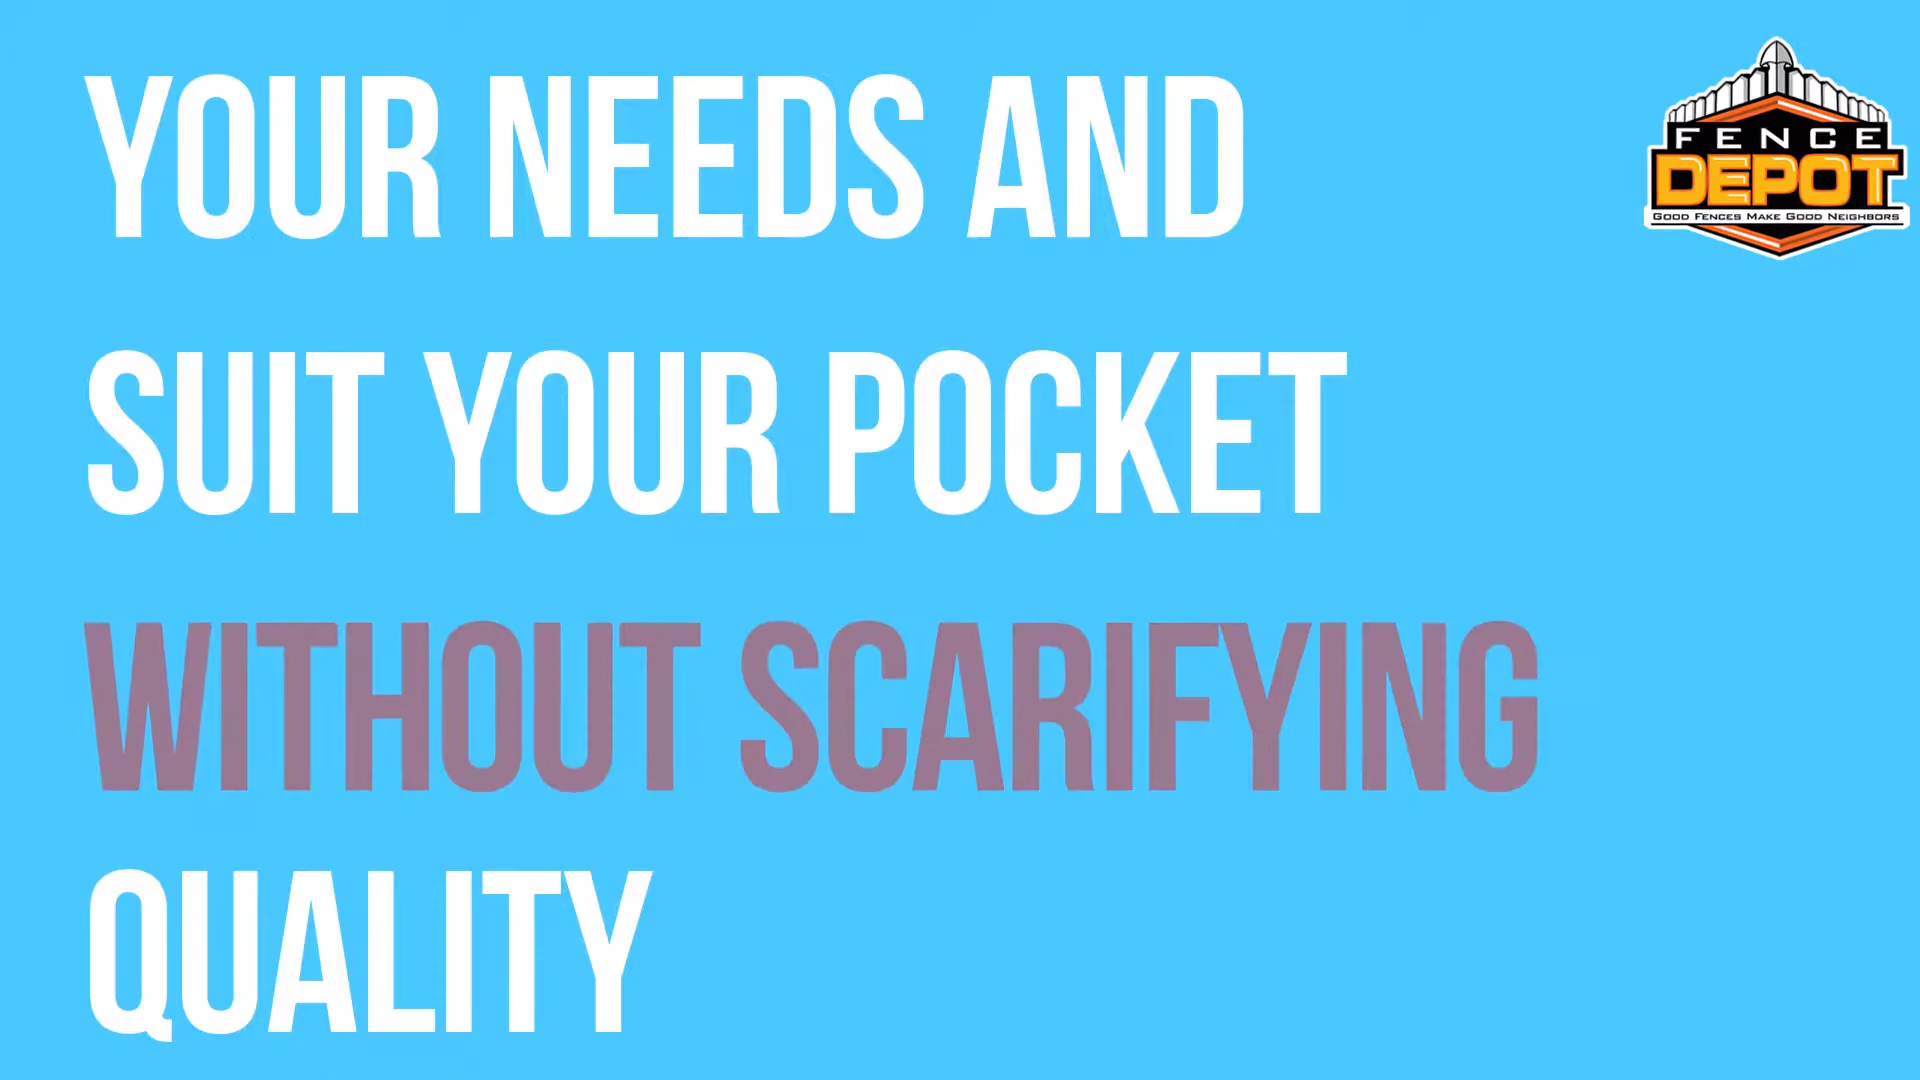 YOUR NEEDS AND
SUIT YOUR POCKET
WITHOUT SCARIFYING
QUALITY
FENCE
DEPOT
GOOD FENCES MAKE GOOD NEIGHBORS